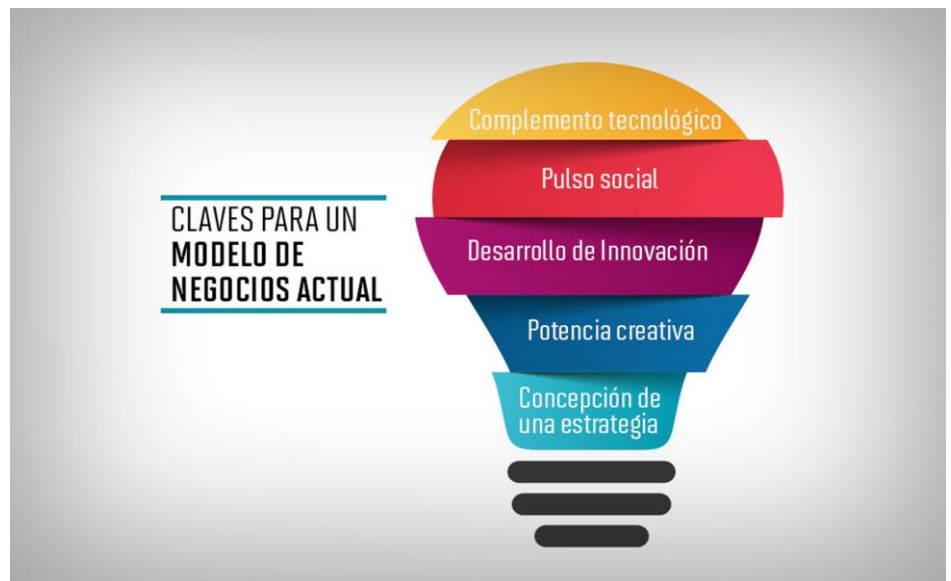 CLAVES PARA UN
MODELO DE
NEGOCIOS ACTUAL
Complemento tecnológico
Pulso social
Desarrollo de Innovación
Potencia creativa
Concepción de
una estrategia